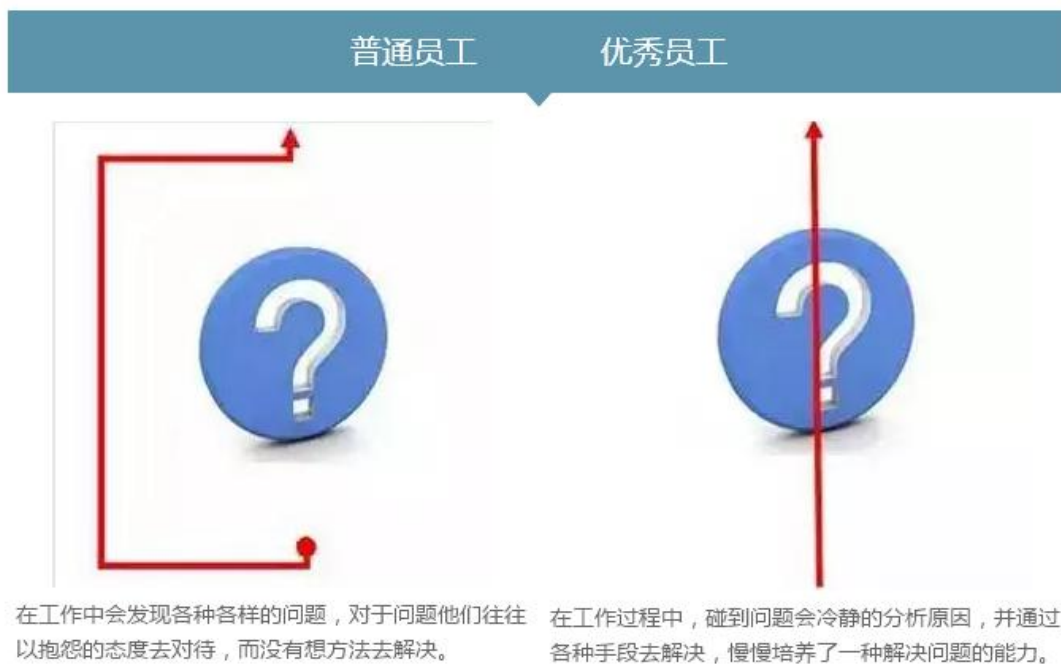 普通员工
优秀员工
在工作中会发现各种各样的问题，对于问题他们往往
以抱怨的态度去对待，而没有想方法去解决。
在工作过程中，碰到问题会冷静的分析原因，并通过
各种手段去解决，慢慢培养了一种解决问题的能力。